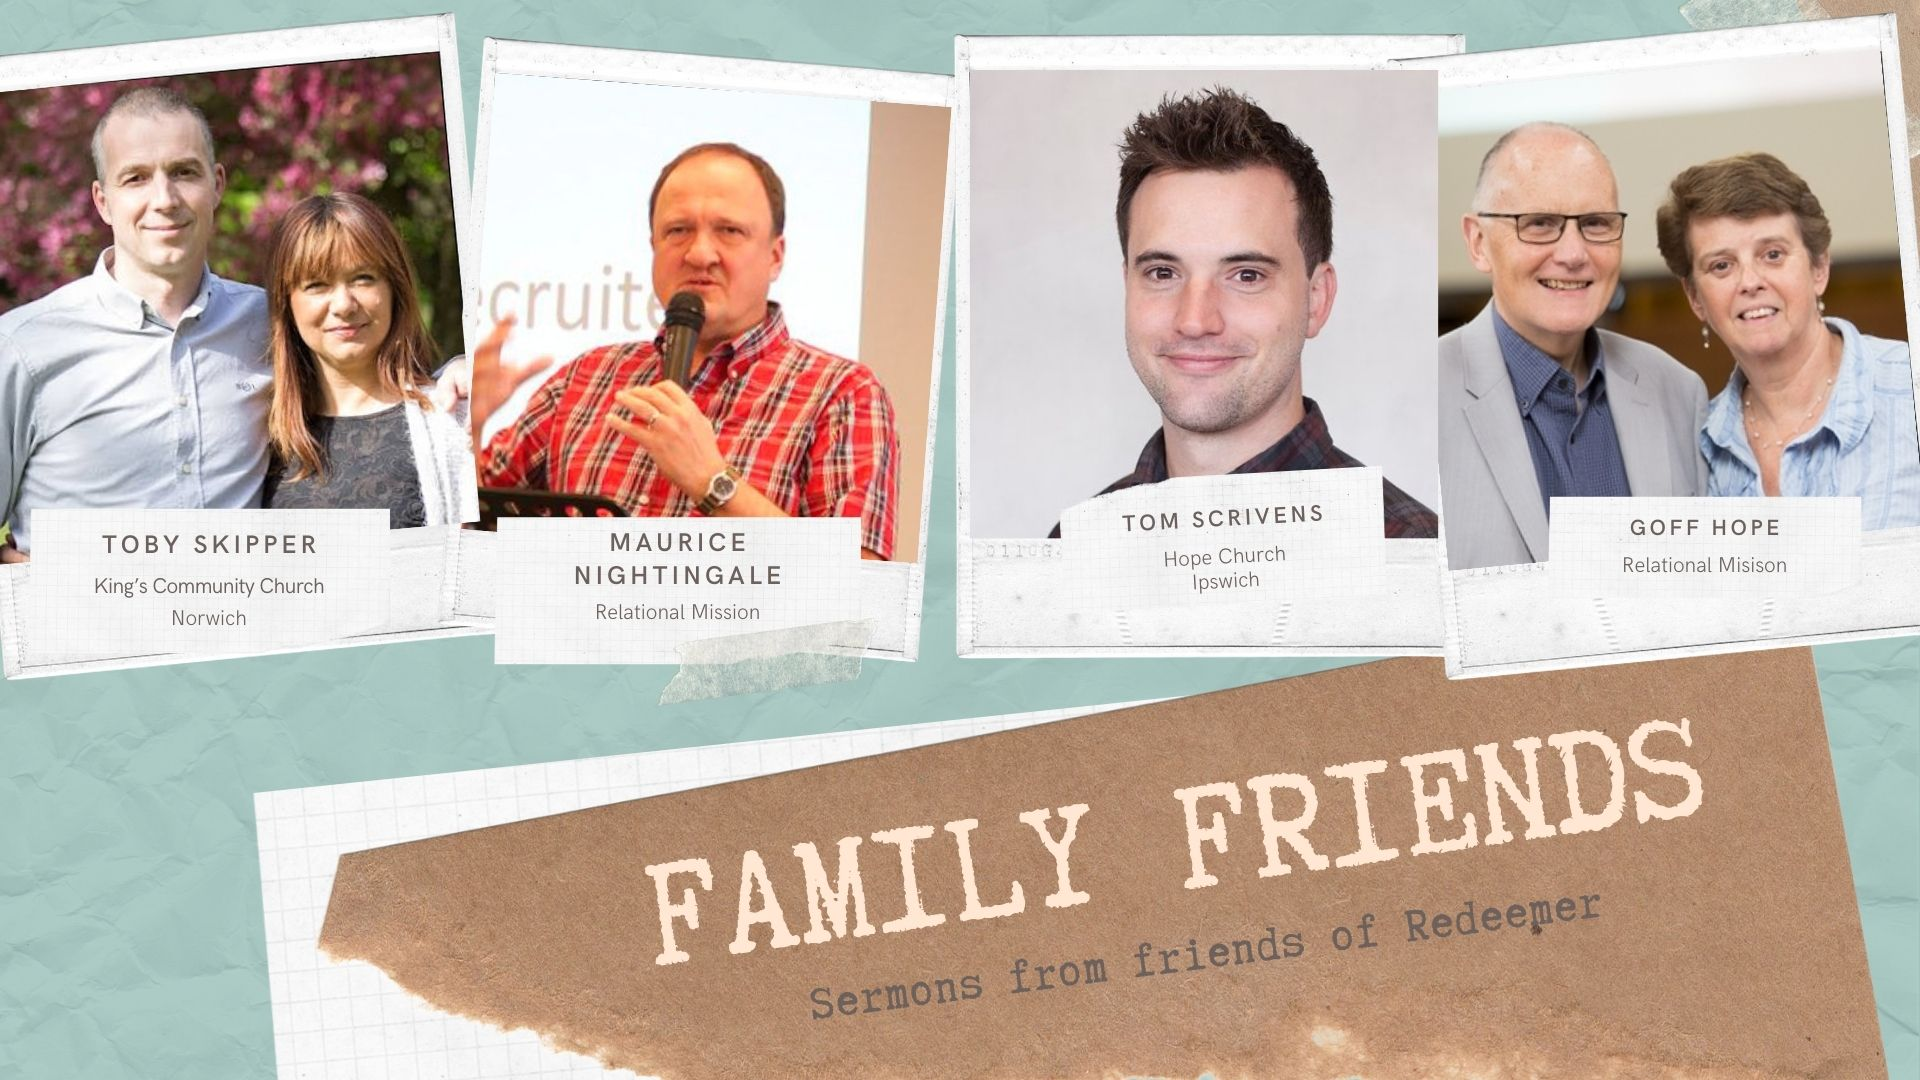 ecruite
TOBY SKIPPER
King's Community Church
Norwich
MAURICE
NIGHTINGALE
Relational Mission
TOM SCRIVENS
Hope Church
Ipswich
GOFF HOPE
Relational Misison
FAMILY FRIENDS
Sermons from friends of Redeemer